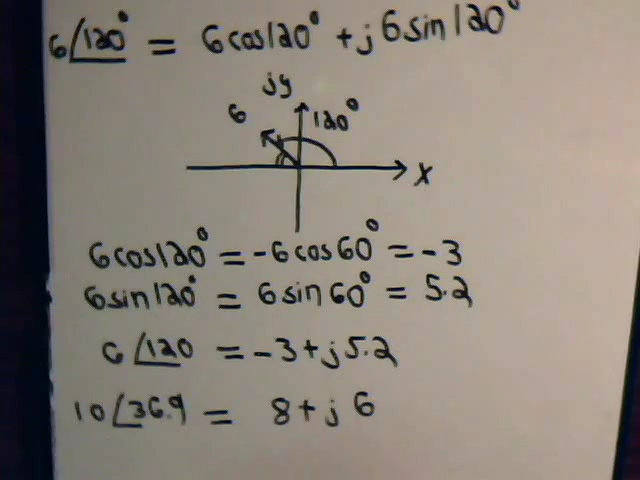 6∠120° = 6cos120° + j6sin120°
jy
6 120°
x
6cos120° = -6cos60° = -3
6sin120° = 6sin60° = 5.2
6∠120 = -3+j5.2
10∠36.9 = 8+j6